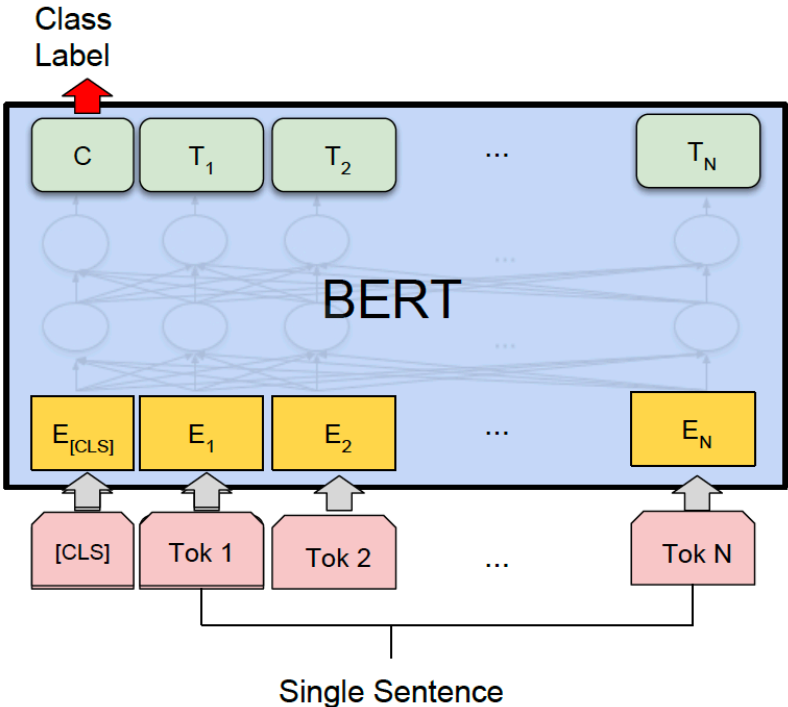 Class
Label
C T1 T2 ... TN
...
BERT
...
E[CLS] E1 E2 ... EN
[CLS] Tok 1 Tok 2 ... Tok N
Single Sentence